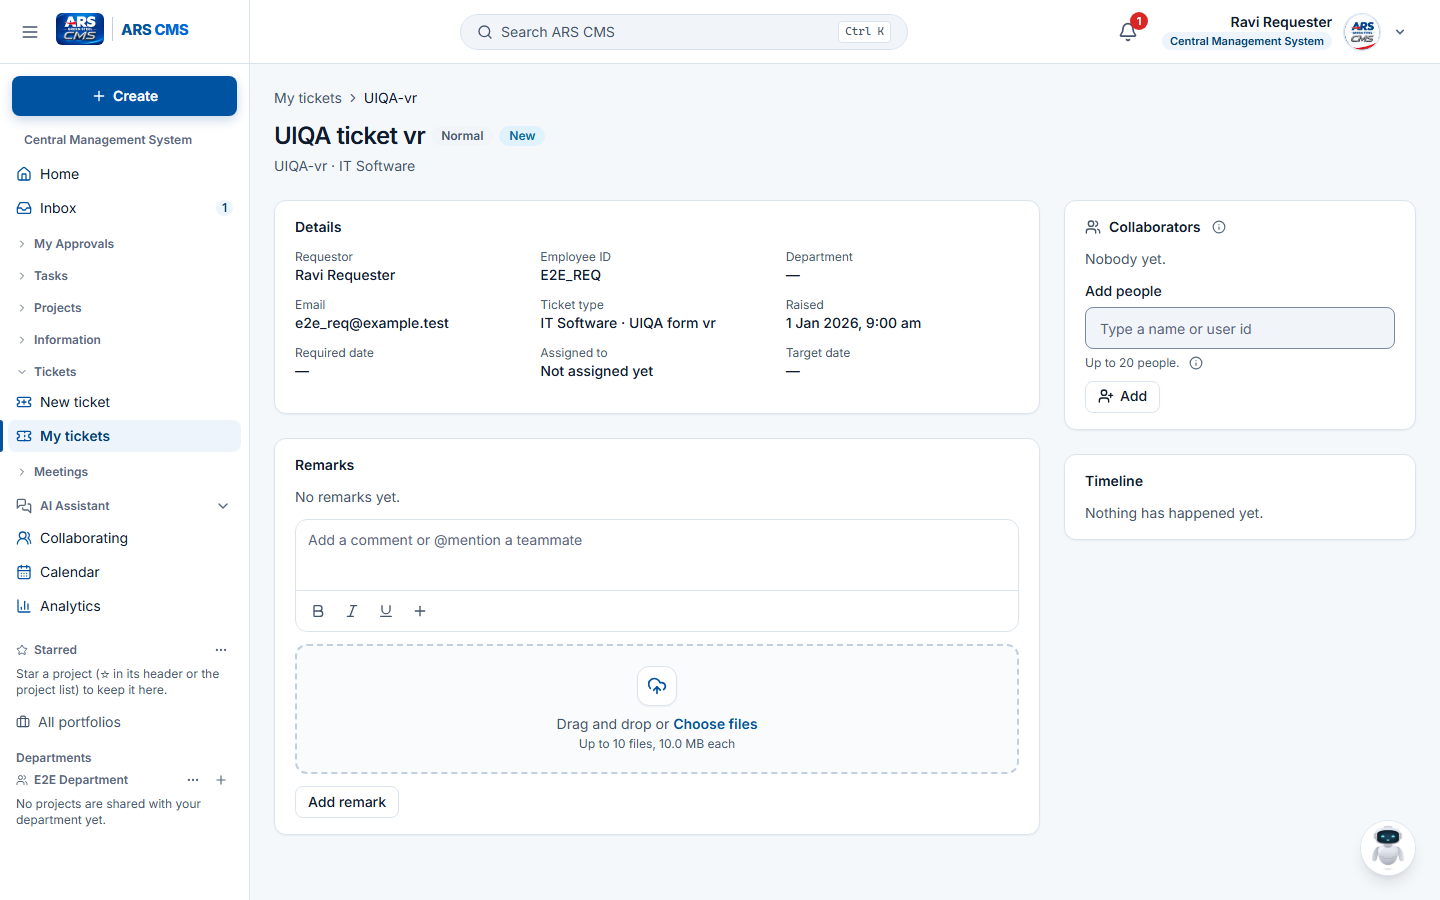 ARS
CMS
ARS CMS
Search ARS CMS
Ctrl K
1
Ravi Requester
Central Management System
ARS
CMS
Create
Central Management System
Home
Inbox
1
My Approvals
Tasks
Projects
Information
Tickets
New ticket
My tickets
Meetings
AI Assistant
Collaborating
Calendar
Analytics
Starred
Star a project (☆ in its header or the
project list) to keep it here.
All portfolios
Departments
E2E Department
No projects are shared with your
department yet.
My tickets > UIQA-vr
UIQA ticket vr
Normal
New
UIQA-vr · IT Software
Details
Requestor
Ravi Requester
Employee ID
E2E_REQ
Department
—
Email
e2e_req@example.test
Ticket type
IT Software · UIQA form vr
Raised
1 Jan 2026, 9:00 am
Required date
—
Assigned to
Not assigned yet
Target date
—
Remarks
No remarks yet.
Add a comment or @mention a teammate
B I U +
Drag and drop or Choose files
Up to 10 files, 10.0 MB each
Add remark
Collaborators
Nobody yet.
Add people
Type a name or user id
Up to 20 people.
Add
Timeline
Nothing has happened yet.